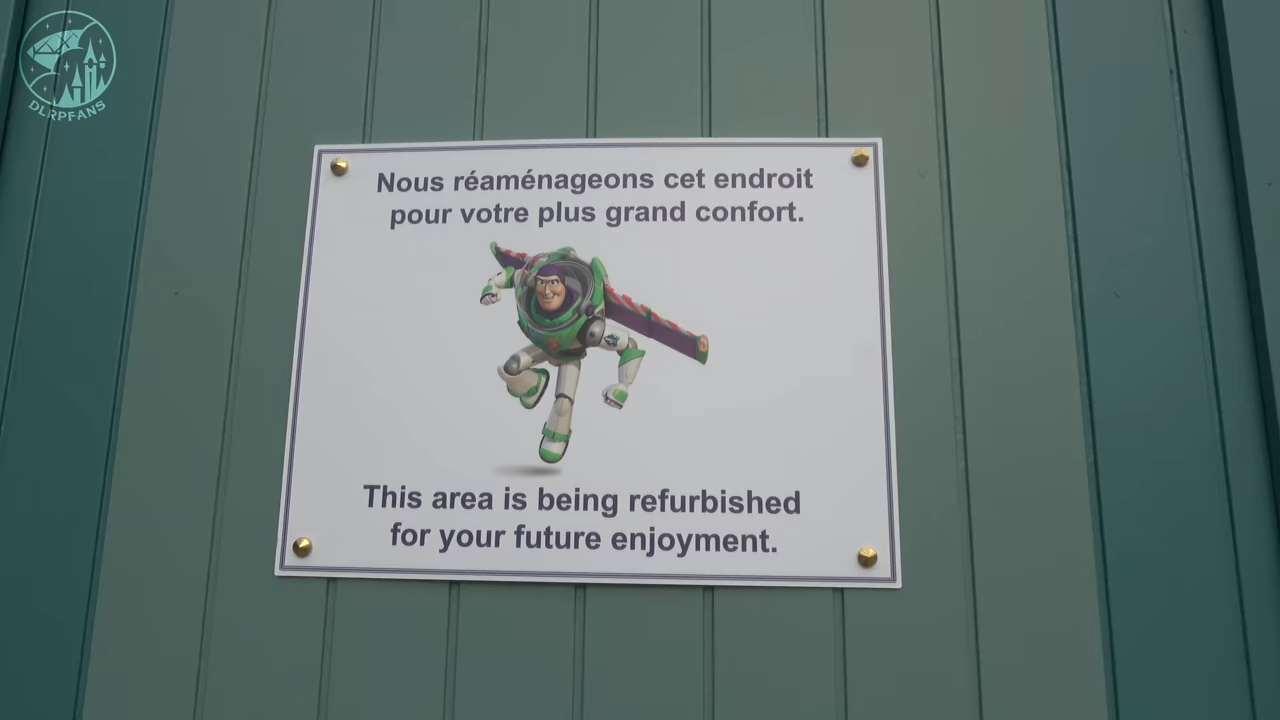 DLRPFANS
Nous réaménageons cet endroit
pour votre plus grand confort.
This area is being refurbished
for your future enjoyment.